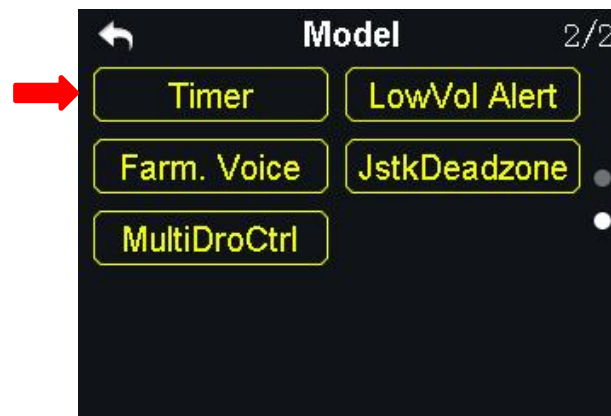 Model 2/2
Timer LowVol Alert
Farm. Voice JstkDeadzone
MultiDroCtrl